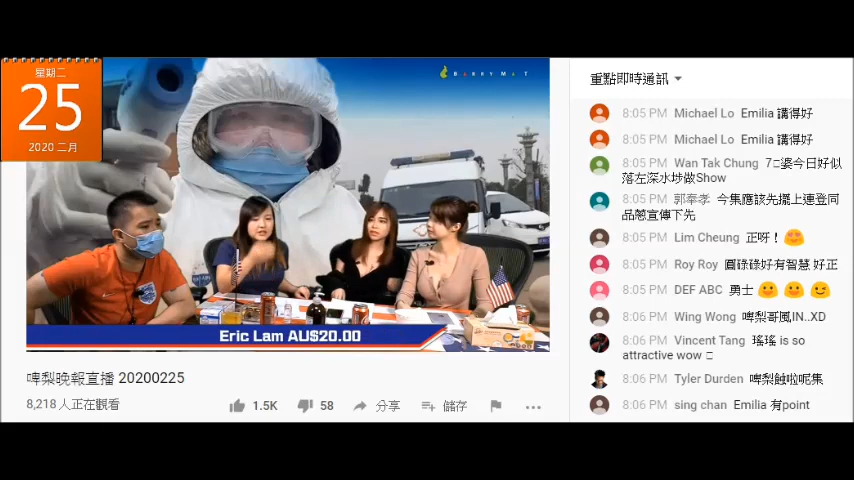 星期二
25
2020 二月
BARRYMAT
Eric Lam AU$20.00
啤梨晚報直播 20200225
8,218 人正在觀看
1.5K
58
分享
儲存
重點即時通訊
8:05 PM Michael Lo Emilia 講得好
8:05 PM Michael Lo Emilia 講得好
8:05 PM Wan Tak Chung 7婆今日好似
落左深水埗做Show
8:05 PM 郭奉孝 今集應該先擺上連登同
品蔥宣傳下先
8:05 PM Lim Cheung 正呀！
8:05 PM Roy Roy 圓碌碌好有智慧 好正
8:05 PM DEF ABC 勇士
8:06 PM Wing Wong 啤梨哥風IN..XD
8:06 PM Vincent Tang 瑤瑤 is so
attractive wow
8:06 PM Tyler Durden 啤梨蝕啦呢集
8:06 PM sing chan Emilia 有point